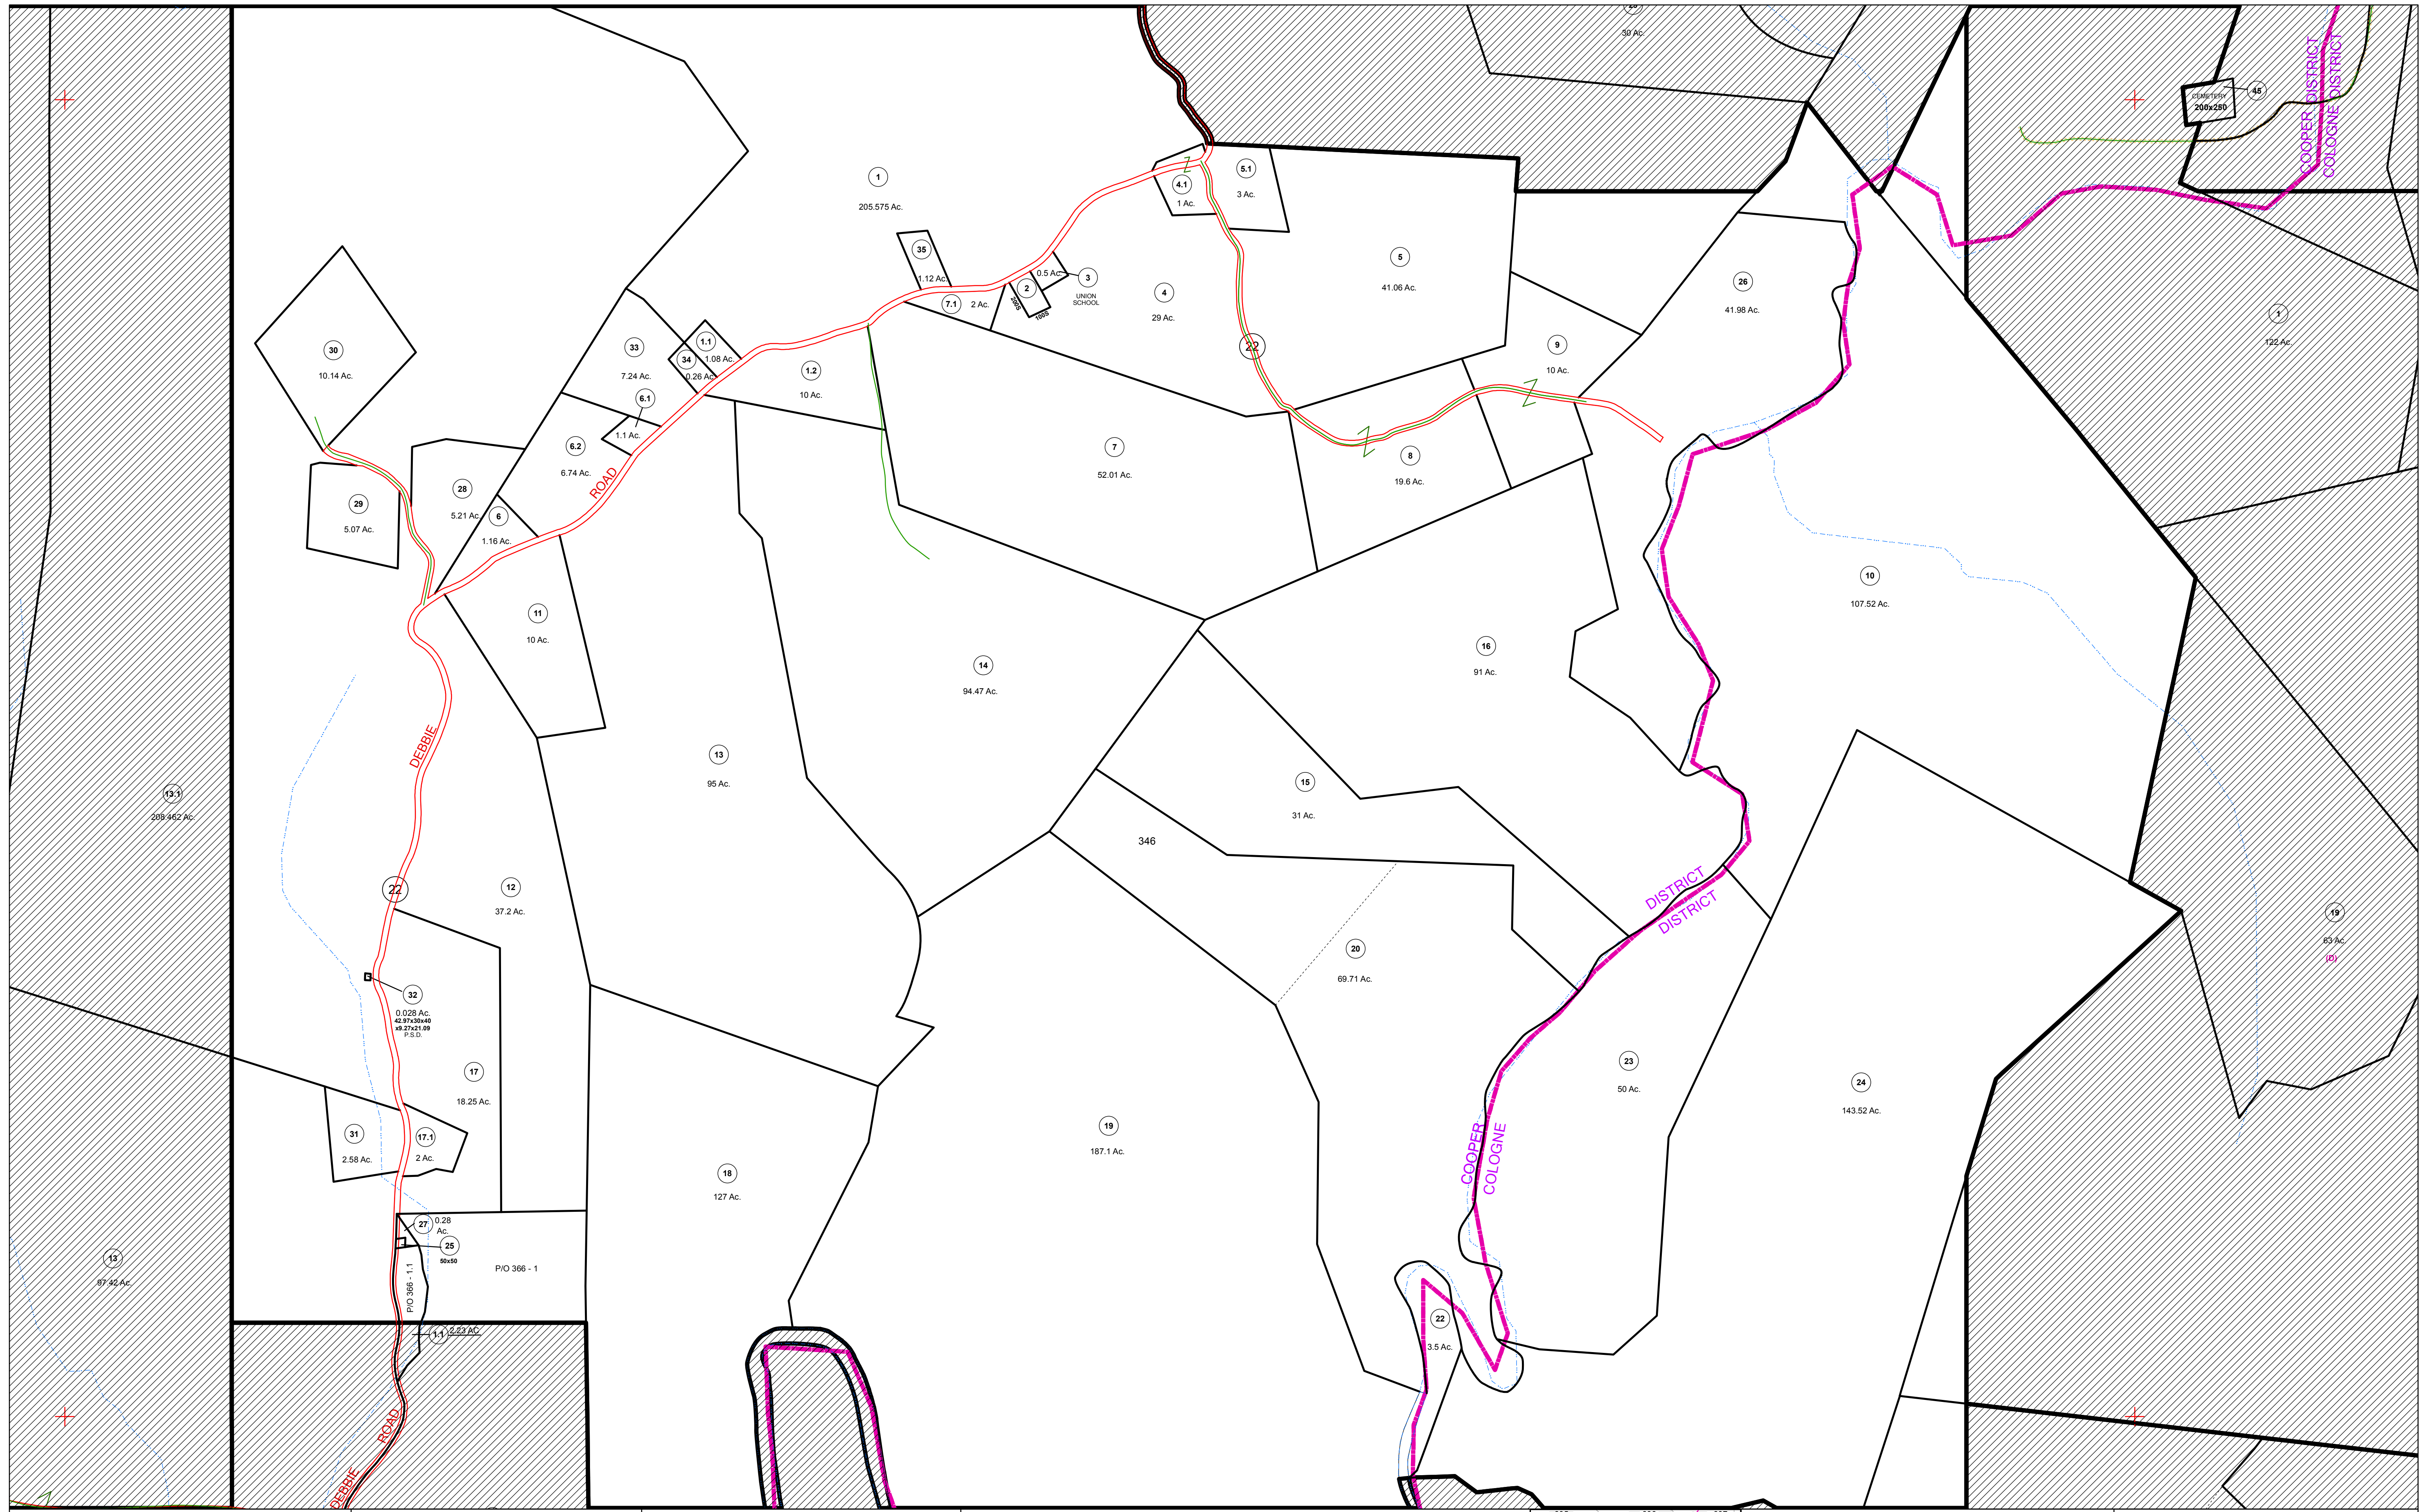 30 Ac.
COOPER DISTRICT
COLOGNE DISTRICT
45
CEMETERY
200x250
1
205.575 Ac.
4.1
1 Ac.
5.1
3 Ac.
35
1.12 Ac.
7.1
2 Ac.
2
200S
100S
0.5 Ac.
3
UNION
SCHOOL
4
29 Ac.
5
41.06 Ac.
26
41.98 Ac.
1
122 Ac.
30
10.14 Ac.
33
7.24 Ac.
34
0.26 Ac.
1.1
1.08 Ac.
1.2
10 Ac.
22
9
10 Ac.
6.1
1.1 Ac.
6.2
6.74 Ac.
ROAD
7
52.01 Ac.
8
19.6 Ac.
28
5.21 Ac.
29
5.07 Ac.
6
1.16 Ac.
11
10 Ac.
10
107.52 Ac.
14
94.47 Ac.
16
91 Ac.
DEBBIE
13
95 Ac.
13.1
208.462 Ac.
15
31 Ac.
346
22
12
37.2 Ac.
DISTRICT
DISTRICT
20
69.71 Ac.
19
63 Ac.
(D)
32
0.028 Ac.
42.97x30x40
x9.27x21.09
P.S.D.
17
18.25 Ac.
23
50 Ac.
24
143.52 Ac.
31
2.58 Ac.
17.1
2 Ac.
18
127 Ac.
19
187.1 Ac.
COOPER
COLOGNE
27
0.28
Ac.
25
50x50
P/O 366 - 1
P/O 366 - 1.1
13
97.42 Ac.
1.1
2.23 AC
22
3.5 Ac.
ROAD
DEBBIE